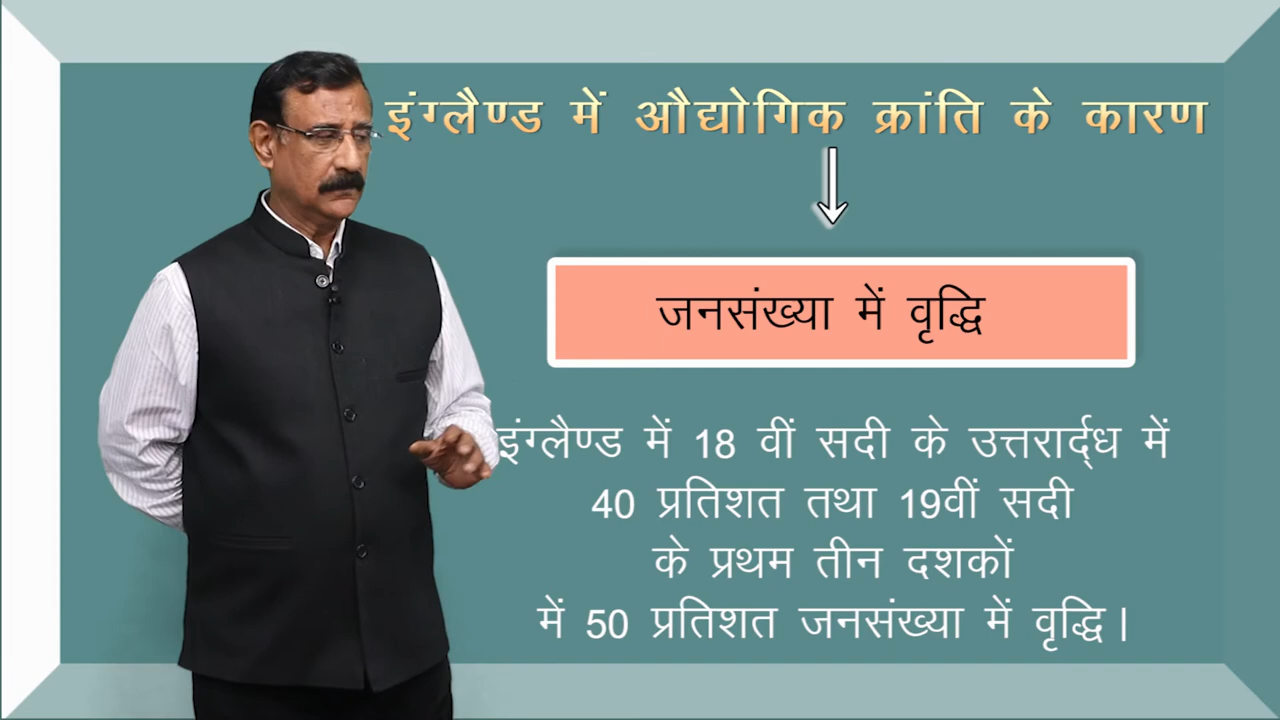 इंग्लैण्ड में औद्योगिक क्रांति के कारण
जनसंख्या में वृद्धि
इंग्लैण्ड में 18 वीं सदी के उत्तरार्द्ध में
40 प्रतिशत तथा 19वीं सदी
के प्रथम तीन दशकों
में 50 प्रतिशत जनसंख्या में वृद्धि।